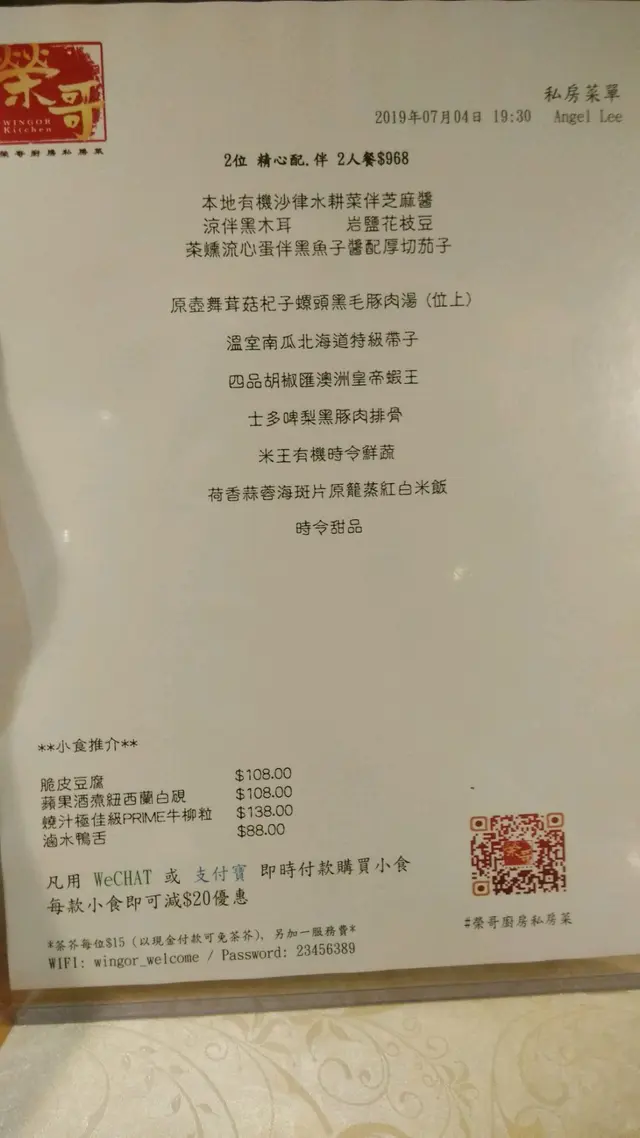 榮哥
WINGOR
Kitchen
榮哥廚房私房菜
私房菜單
2019年07月04日 19:30 Angel Lee
2位 精心配.伴 2人餐$968
本地有機沙律水耕菜伴芝麻醬
涼伴黑木耳 岩鹽花枝豆
茶燻流心蛋伴黑魚子醬配厚切茄子
原壺舞茸菇杞子螺頭黑毛豚肉湯 (位上)
溫室南瓜北海道特級帶子
四品胡椒匯澳洲皇帝蝦王
士多啤梨黑豚肉排骨
米王有機時令鮮蔬
荷香蒜蓉海斑片原籠蒸紅白米飯
時令甜品
**小食推介**
脆皮豆腐 $108.00
蘋果酒煮紐西蘭白蜆 $108.00
燒汁極佳級PRIME牛柳粒 $138.00
滷水鴨舌 $88.00
凡用 WeCHAT 或 支付寶 即時付款購買小食
每款小食即可減$20優惠
#榮哥廚房私房菜
*茶芥每位$15 (以現金付款可免茶芥), 另加一服務費*
WIFI: wingor_welcome / Password: 23456389